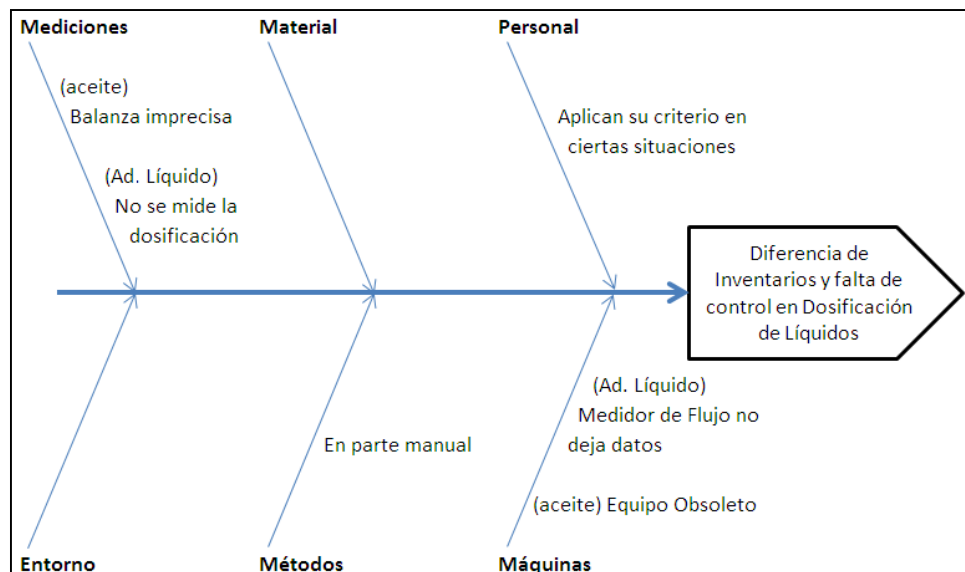 Mediciones
Material
Personal
(aceite)
Balanza imprecisa
(Ad. Líquido)
No se mide la
dosificación
Aplican su criterio en
ciertas situaciones
Diferencia de
Inventarios y falta de
control en Dosificación
de Líquidos
En parte manual
(Ad. Líquido)
Medidor de Flujo no
deja datos
(aceite) Equipo Obsoleto
Entorno
Métodos
Máquinas